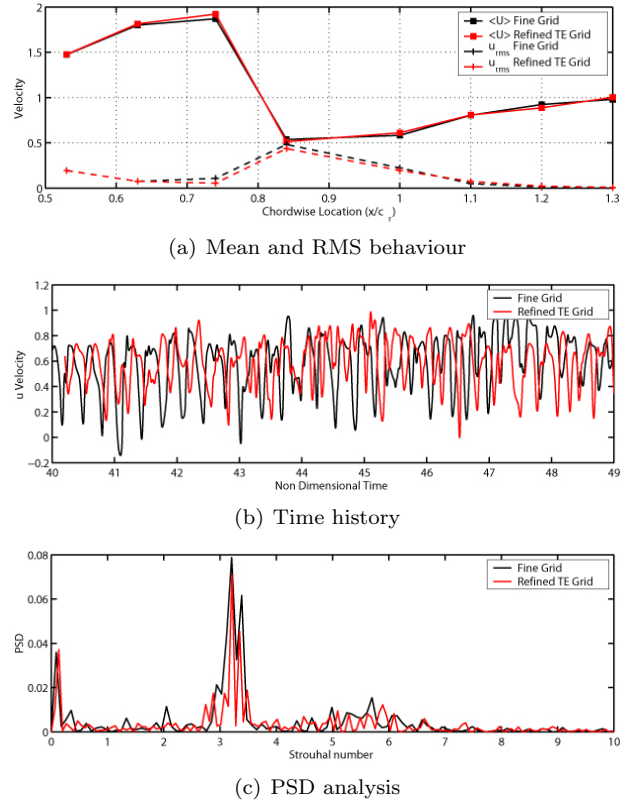 2
1.5
1
0.5
0
Velocity
<U> Fine Grid
<U> Refined TE Grid
u rms Fine Grid
u rms Refined TE Grid
0.5 0.6 0.7 0.8 0.9 1 1.1 1.2 1.3
Chordwise Location (x/c r)
(a) Mean and RMS behaviour
1.2
1
0.8
0.6
0.4
0.2
0
−0.2
u Velocity
Fine Grid
Refined TE Grid
40 41 42 43 44 45 46 47 48 49
Non Dimensional Time
(b) Time history
0.08
0.06
0.04
0.02
0
PSD
Fine Grid
Refined TE Grid
0 1 2 3 4 5 6 7 8 9 10
Strouhal number
(c) PSD analysis